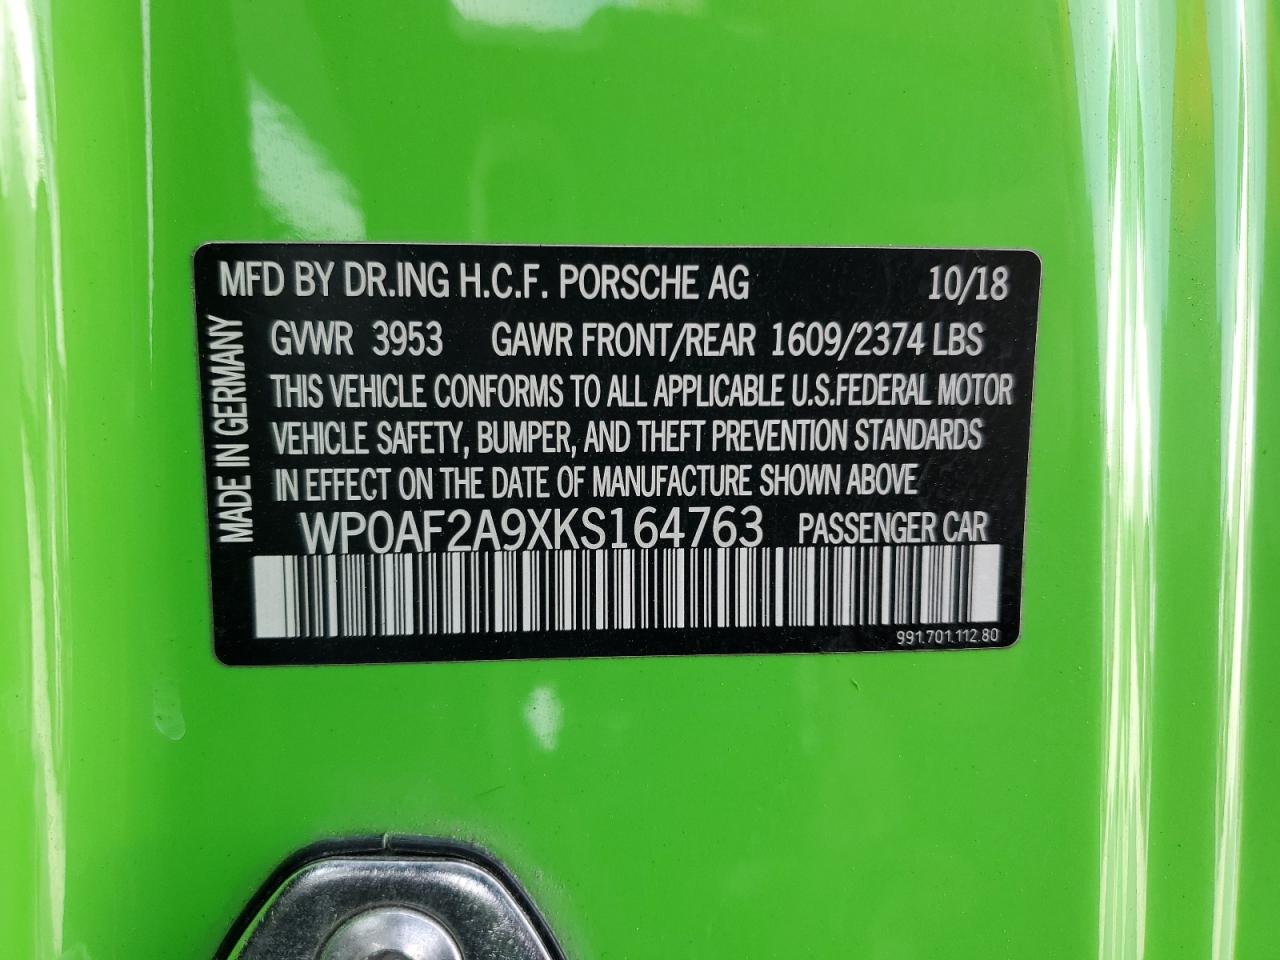 MFD BY DR.ING H.C.F. PORSCHE AG 10/18
GVWR 3953 GAWR FRONT/REAR 1609/2374 LBS
THIS VEHICLE CONFORMS TO ALL APPLICABLE U.S.FEDERAL MOTOR
VEHICLE SAFETY, BUMPER, AND THEFT PREVENTION STANDARDS
IN EFFECT ON THE DATE OF MANUFACTURE SHOWN ABOVE
WP0AF2A9XKS164763 PASSENGER CAR
991.701.112.80
MADE IN GERMANY